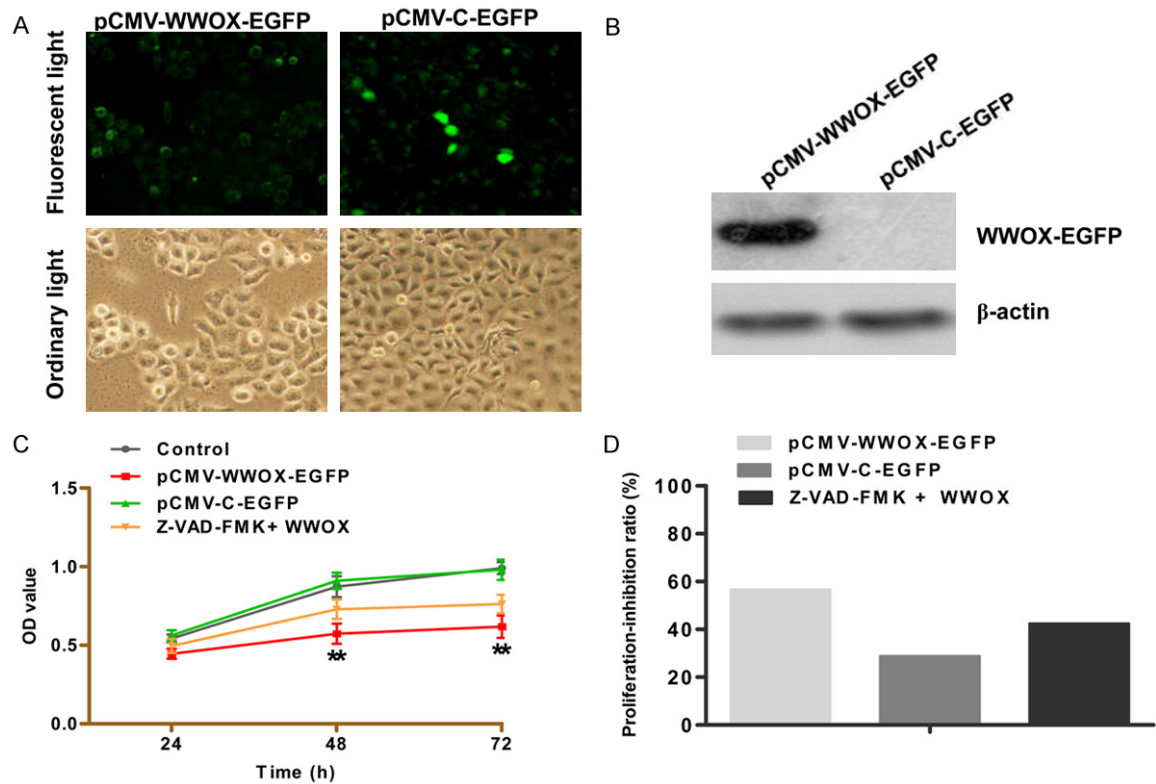 A
pCMV-WWOX-EGFP
pCMV-C-EGFP
Fluorescent light
Ordinary light
B
pCMV-WWOX-EGFP
pCMV-C-EGFP
WWOX-EGFP
β-actin
C
Control
pCMV-WWOX-EGFP
pCMV-C-EGFP
Z-VAD-FMK+ WWOX
OD value
1.5
1.0
0.5
0.0
**
**
24
48
72
Time (h)
D
pCMV-WWOX-EGFP
pCMV-C-EGFP
Z-VAD-FMK + WWOX
Proliferation-inhibition ratio (%)
100
80
60
40
20
0